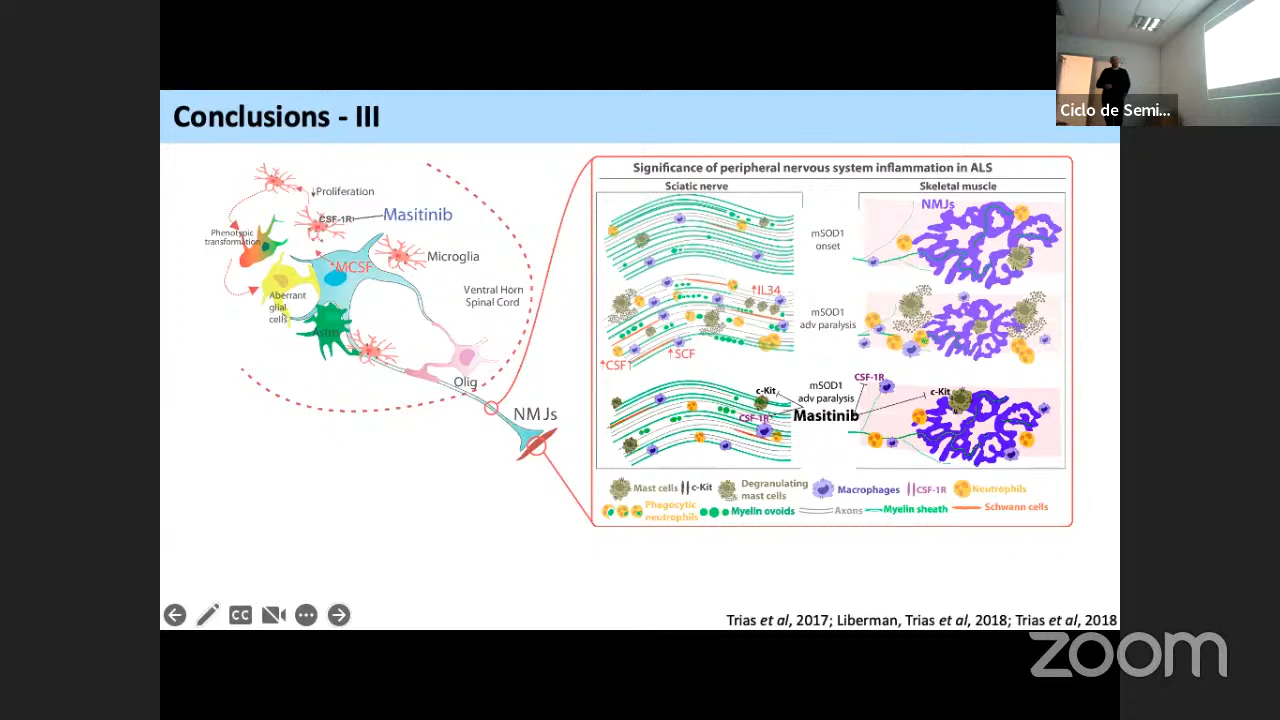 Conclusions - III
Ciclo de Semi...
Proliferation
CSF-1R
Masitinib
Phenotypic
transformation
MCSF
Microglia
Aberrant
glial
cells
Astro
Ventral Horn
Spinal Cord
Olig
NMJs
Significance of peripheral nervous system inflammation in ALS
Sciatic nerve
Skeletal muscle
NMJs
mSOD1
onset
IL34
mSOD1
adv paralysis
SCF
CSF1
c-Kit
mSOD1
adv paralysis
CSF-1R
c-Kit
Masitinib
CSF-1R
Mast cells
c-Kit
Degranulating
mast cells
Macrophages
CSF-1R
Neutrophils
Phagocytic
neutrophils
Myelin ovoids
Axons
Myelin sheath
Schwann cells
CC
Trias et al, 2017; Liberman, Trias et al, 2018; Trias et al, 2018
zoom